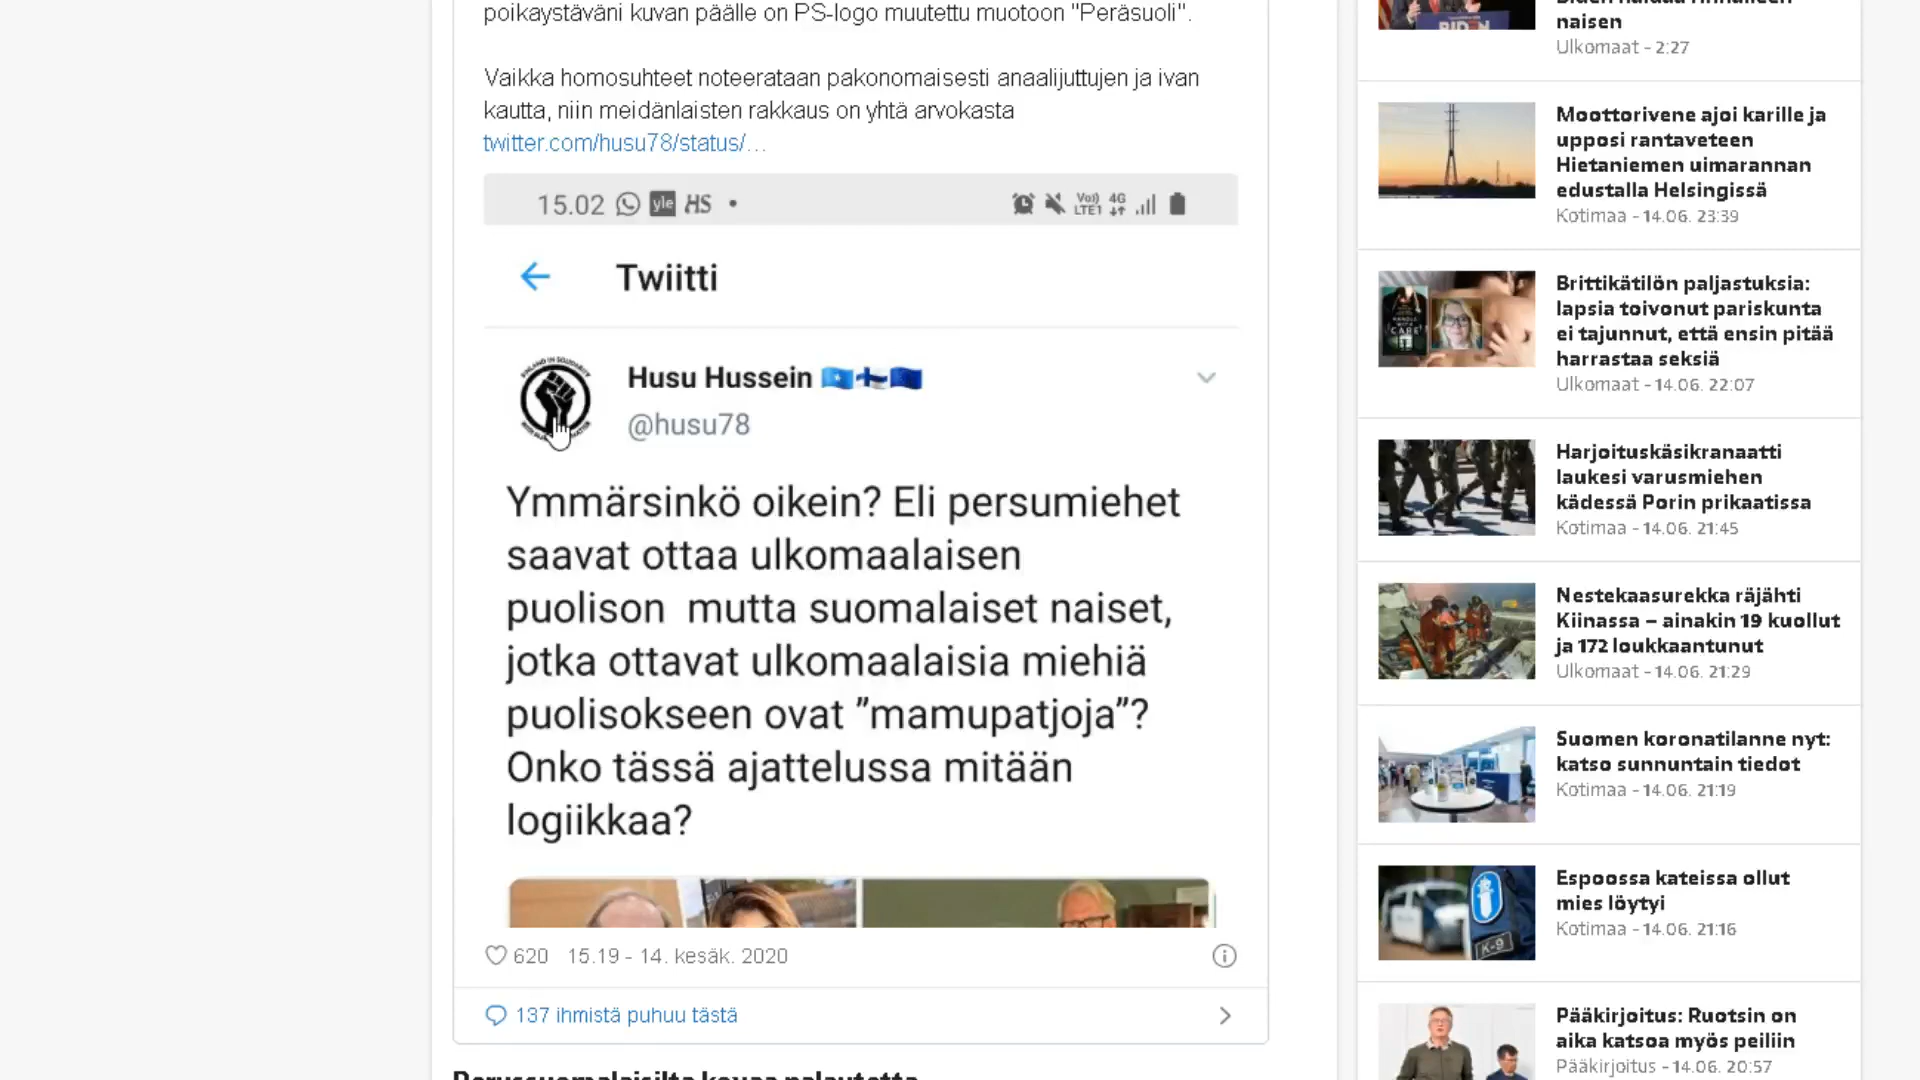 poikaystäväni kuvan päälle on PS-logo muutettu muotoon "Peräsuoli".
Vaikka homosuhteet noteerataan pakonomaisesti anaalijuttujen ja ivan
kautta, niin meidänlaisten rakkaus on yhtä arvokasta
twitter.com/husu78/status/...
15.02 yle HS
Vo)) LTE1 4G
Twiitti
Husu Hussein
@husu78
Ymmärsinkö oikein? Eli persumiehet
saavat ottaa ulkomaalaisen
puolison mutta suomalaiset naiset,
jotka ottavat ulkomaalaisia miehiä
puolisokseen ovat ”mamupatjoja”?
Onko tässä ajattelussa mitään
logiikkaa?
620 15.19 - 14. kesäk. 2020
137 ihmistä puhuu tästä
BIDEN
naisen
Ulkomaat - 2:27
Moottorivene ajoi karille ja
upposi rantaveteen
Hietaniemen uimarannan
edustalla Helsingissä
Kotimaa - 14.06. 23:39
Brittikätilön paljastuksia:
lapsia toivonut pariskunta
ei tajunnut, että ensin pitää
harrastaa seksiä
Ulkomaat - 14.06. 22:07
Harjoituskäsikranaatti
laukesi varusmiehen
kädessä Porin prikaatissa
Kotimaa - 14.06. 21:45
Nestekaasurekka räjähti
Kiinassa – ainakin 19 kuollut
ja 172 loukkaantunut
Ulkomaat - 14.06. 21:29
Suomen koronatilanne nyt:
katso sunnuntain tiedot
Kotimaa - 14.06. 21:19
K-9
Espoossa kateissa ollut
mies löytyi
Kotimaa - 14.06. 21:16
Pääkirjoitus: Ruotsin on
aika katsoa myös peiliin
Pääkirjoitus - 14.06. 20:57